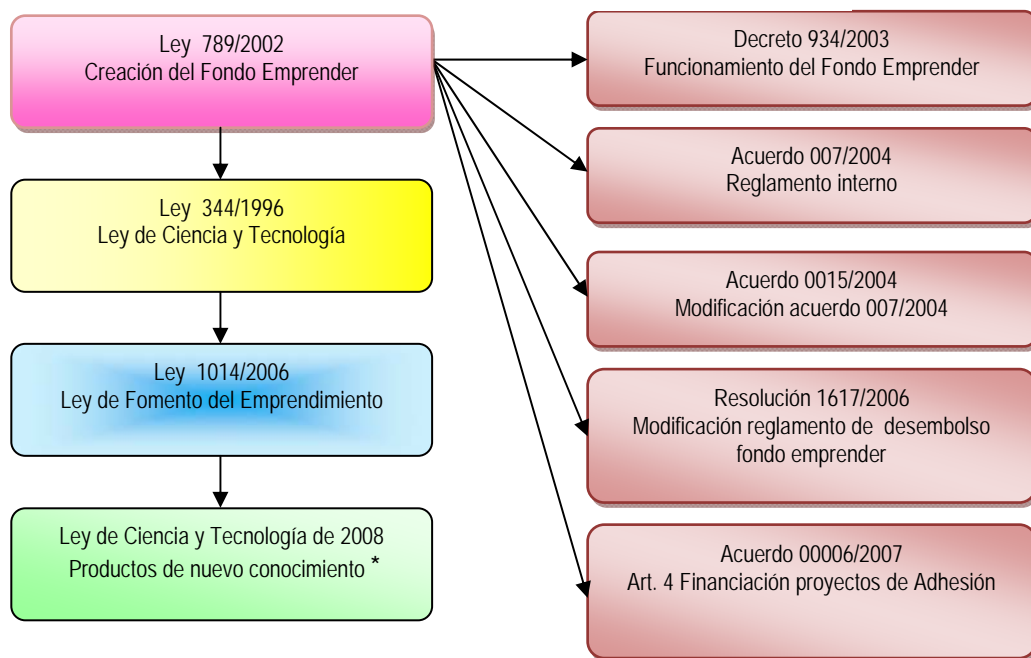 Ley 789/2002
Creación del Fondo Emprender
Ley 344/1996
Ley de Ciencia y Tecnología
Ley 1014/2006
Ley de Fomento del Emprendimiento
Ley de Ciencia y Tecnología de 2008
Productos de nuevo conocimiento *
Decreto 934/2003
Funcionamiento del Fondo Emprender
Acuerdo 007/2004
Reglamento interno
Acuerdo 0015/2004
Modificación acuerdo 007/2004
Resolución 1617/2006
Modificación reglamento de desembolso
fondo emprender
Acuerdo 00006/2007
Art. 4 Financiación proyectos de Adhesión